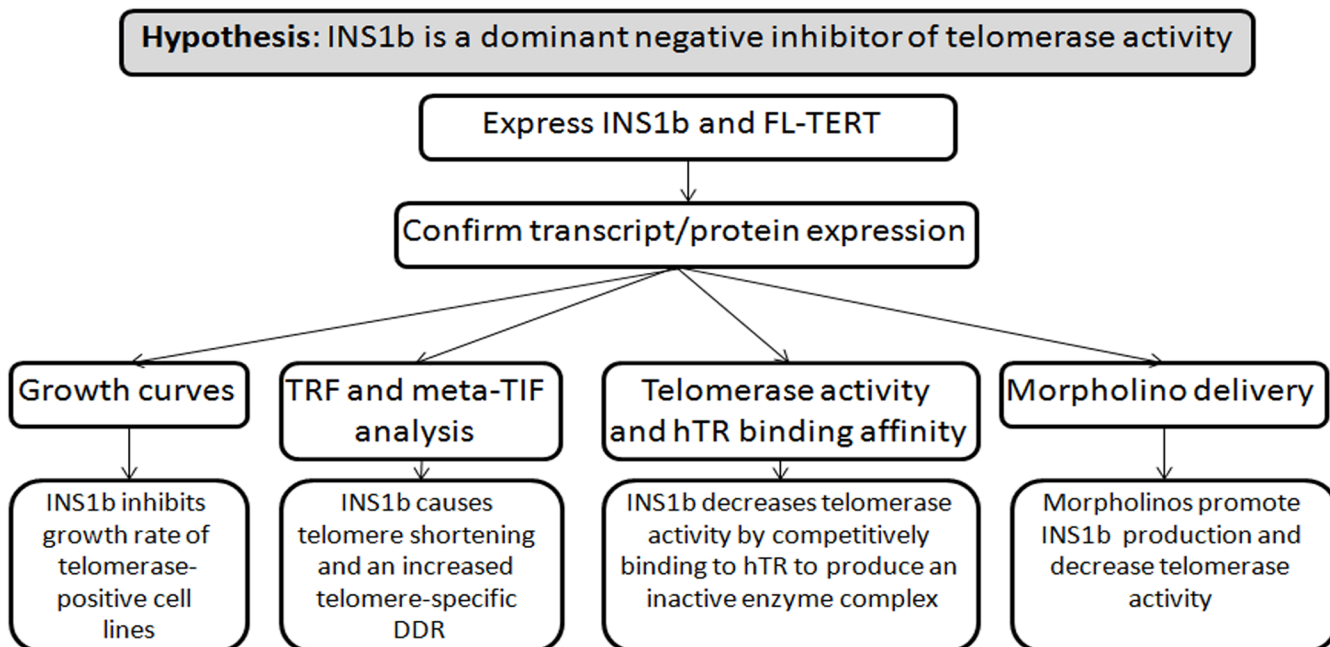 Hypothesis: INS1b is a dominant negative inhibitor of telomerase activity
Express INS1b and FL-TERT
Confirm transcript/protein expression
Growth curves
TRF and meta-TIF
analysis
Telomerase activity
and hTR binding affinity
Morpholino delivery
INS1b inhibits
growth rate of
telomerase-
positive cell
lines
INS1b causes
telomere shortening
and an increased
telomere-specific
DDR
INS1b decreases telomerase
activity by competitively
binding to hTR to produce an
inactive enzyme complex
Morpholinos promote
INS1b production and
decrease telomerase
activity